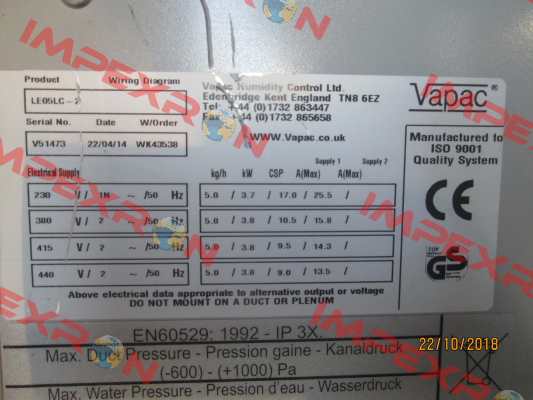 Product Wiring Diagram
LE05LC-2
Serial No. Date W/Order
V51473 22/04/14 WK43538
Vapac Humidity Control Ltd.
Edenbridge Kent England TN8 6EZ
Tel: +44 (0)1732 863447
Fax: +44 (0)1732 865658
www.Vapac.co.uk
Vapac
Manufactured to
ISO 9001
Quality System
CE
GS
Electrical Supply
kg/h kW CSP A(Max) Supply 1 A(Max) Supply 2
230 V/ 1N ~ /50 Hz 5.0 / 3.7 / 17.0 / 25.5 /
380 V/ 2 ~ /50 Hz 5.0 / 3.8 / 10.5 / 15.8 /
415 V/ 2 ~ /50 Hz 5.0 / 3.8 / 9.5 / 14.3 /
440 V/ 2 ~ /50 Hz 5.0 / 3.8 / 9.0 / 13.5 /
Above electrical data appropriate to alternative output or voltage
DO NOT MOUNT ON A DUCT OR PLENUM
EN60529: 1992 - IP 3X.
Max. Duct Pressure - Pression gaine - Kanaldruck
(-600) - (+1000) Pa
Max. Water Pressure - Pression d'eau - Wasserdruck
22/10/2018
IMPEXRON